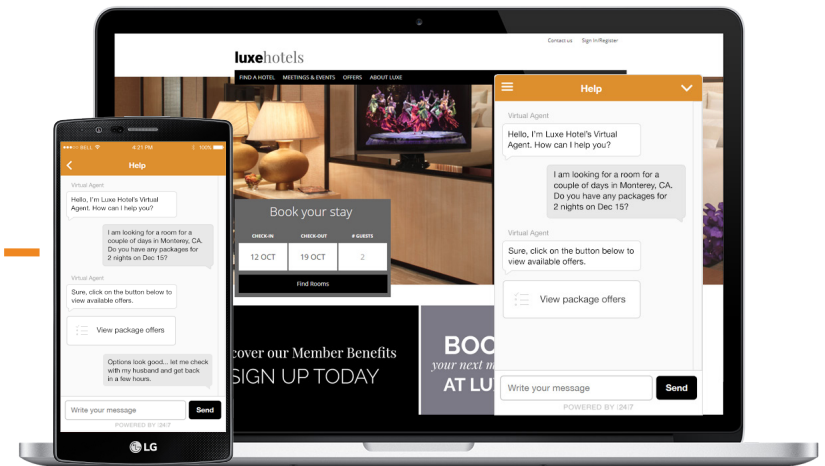 Contact us Sign In/Register
luxehotels
FIND A HOTEL MEETINGS & EVENTS OFFERS ABOUT LUXE
Book your stay
CHECK-IN CHECK-OUT # GUESTS
12 OCT 19 OCT 2
Find Rooms
cover our Member Benefits
SIGN UP TODAY
BOO
your next m
AT LU
Help
Virtual Agent
Hello, I'm Luxe Hotel's Virtual
Agent. How can I help you?
I am looking for a room for a
couple of days in Monterey, CA.
Do you have any packages for
2 nights on Dec 15?
Virtual Agent
Sure, click on the button below to
view available offers.
View package offers
Write your message
Send
POWERED BY [24]7
BELL 4:21 PM 100%
Help
Virtual Agent
Hello, I'm Luxe Hotel's Virtual
Agent. How can I help you?
I am looking for a room for a
couple of days in Monterey, CA.
Do you have any packages for
2 nights on Dec 15?
Virtual Agent
Sure, click on the button below to
view available offers.
View package offers
Options look good... let me check
with my husband and get back
in a few hours.
Write your message
Send
POWERED BY [24]7
LG